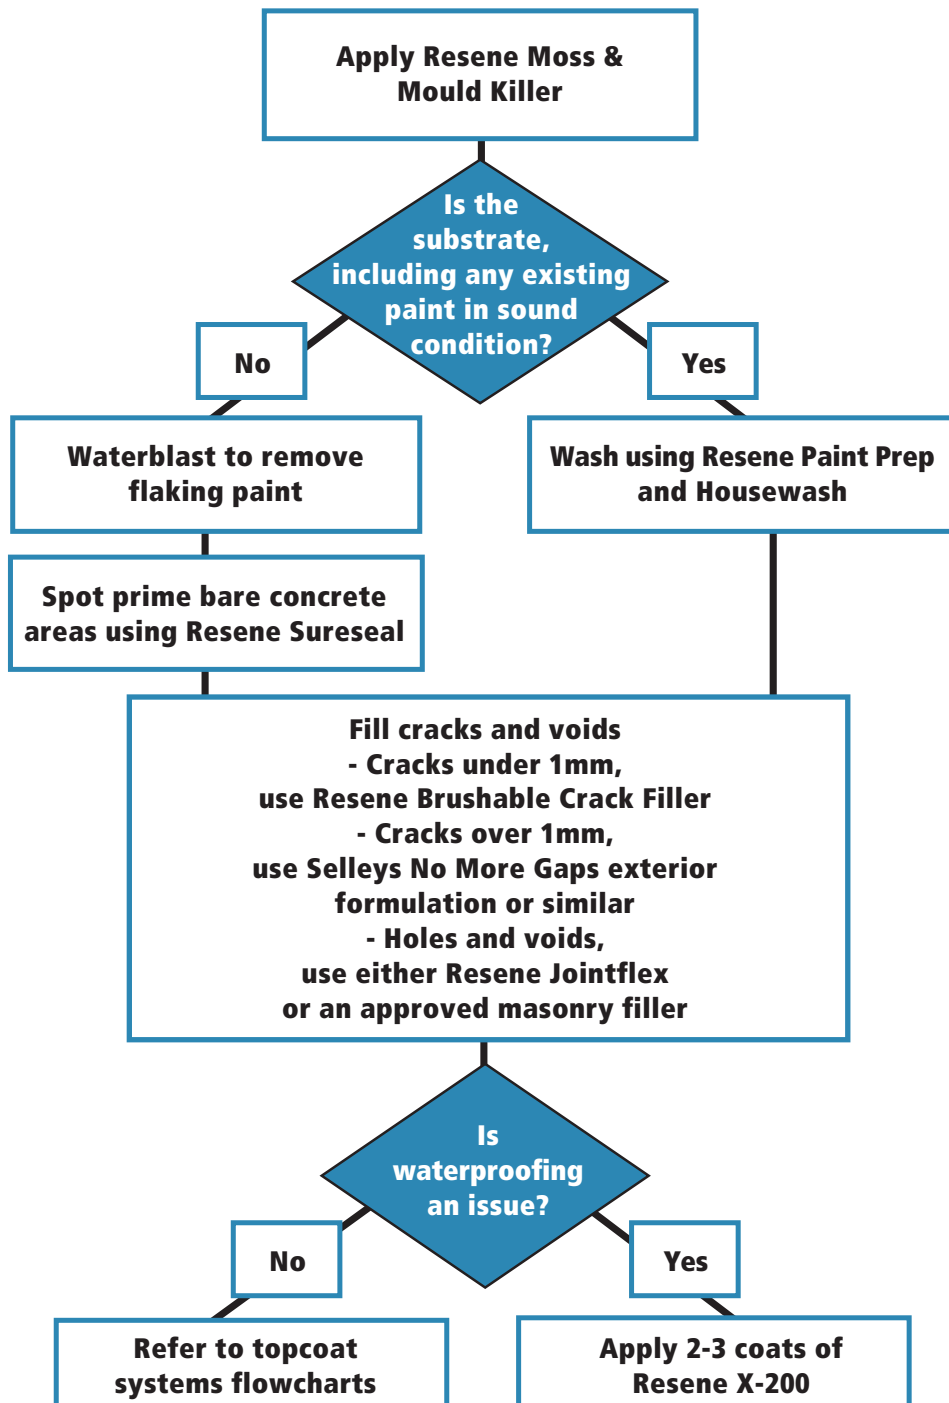 Apply Resene Moss &
Mould Killer
Is the
substrate,
including any existing
paint in sound
condition?
No
Yes
Waterblast to remove
flaking paint
Wash using Resene Paint Prep
and Housewash
Spot prime bare concrete
areas using Resene Sureseal
Fill cracks and voids
- Cracks under 1mm,
use Resene Brushable Crack Filler
- Cracks over 1mm,
use Selleys No More Gaps exterior
formulation or similar
- Holes and voids,
use either Resene Jointflex
or an approved masonry filler
Is
waterproofing
an issue?
No
Yes
Refer to topcoat
systems flowcharts
Apply 2-3 coats of
Resene X-200